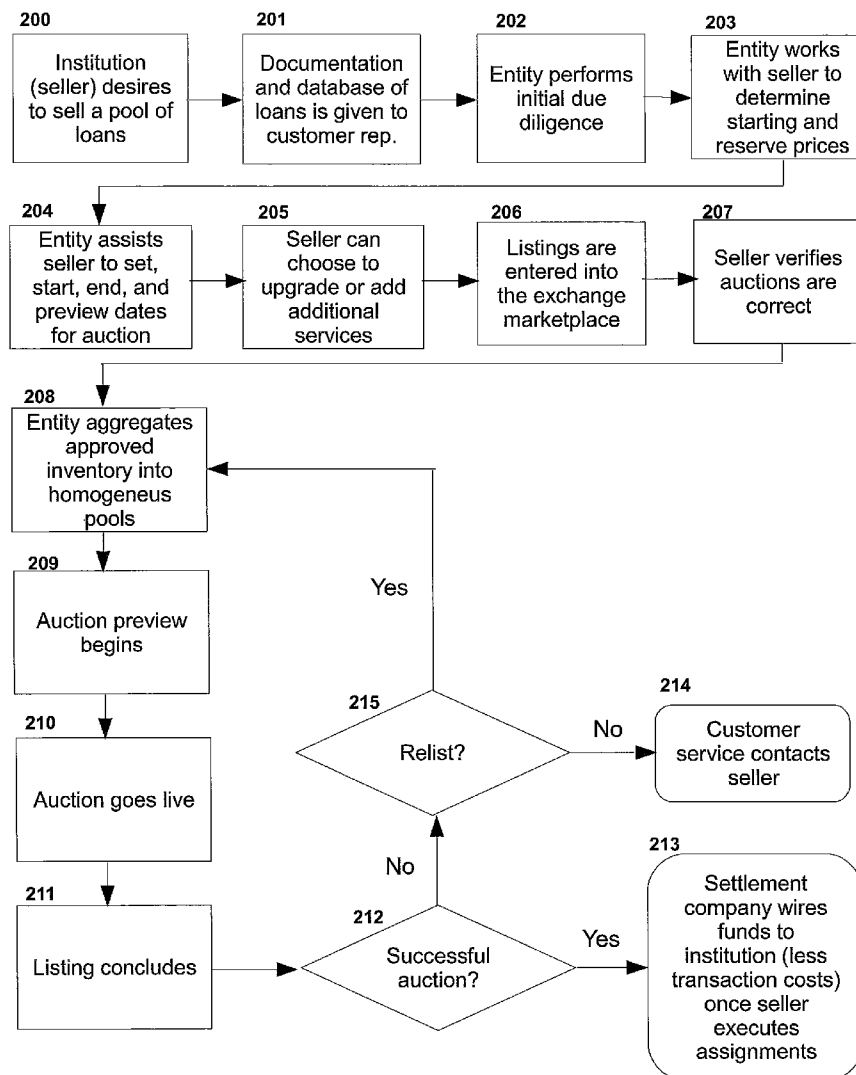 200
Institution
(seller) desires
to sell a pool of
loans
201
Documentation
and database of
loans is given to
customer rep.
202
Entity performs
initial due
diligence
203
Entity works
with seller to
determine
starting and
reserve prices
204
Entity assists
seller to set,
start, end, and
preview dates
for auction
205
Seller can
choose to
upgrade or add
additional
services
206
Listings are
entered into
the exchange
marketplace
207
Seller verifies
auctions are
correct
208
Entity aggregates
approved
inventory into
homogeneus
pools
209
Auction preview
begins
210
Auction goes live
211
Listing concludes
212
Successful
auction?
No
Yes
213
Settlement
company wires
funds to
institution (less
transaction costs)
once seller
executes
assignments
215
Relist?
Yes
No
214
Customer
service contacts
seller